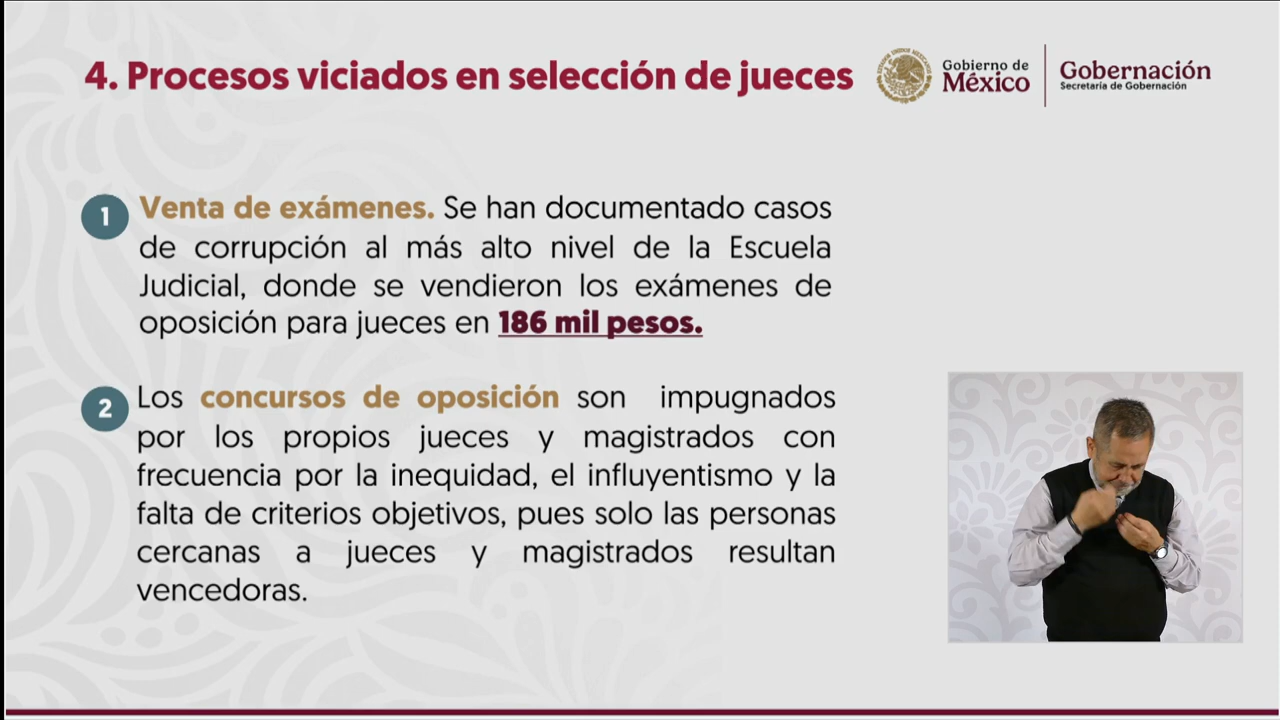 4. Procesos viciados en selección de jueces
Gobierno de
México
Gobernación
Secretaría de Gobernación
1
Venta de exámenes. Se han documentado casos
de corrupción al más alto nivel de la Escuela
Judicial, donde se vendieron los exámenes de
oposición para jueces en 186 mil pesos.
2
Los concursos de oposición son impugnados
por los propios jueces y magistrados con
frecuencia por la inequidad, el influyentismo y la
falta de criterios objetivos, pues solo las personas
cercanas a jueces y magistrados resultan
vencedoras.